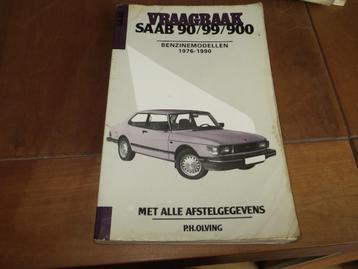 VRAAGBAAK
SAAB 90/99/900
BENZINEMODELLEN
1976-1990
MET ALLE AFSTELGEGEVENS
P.H. OLVING